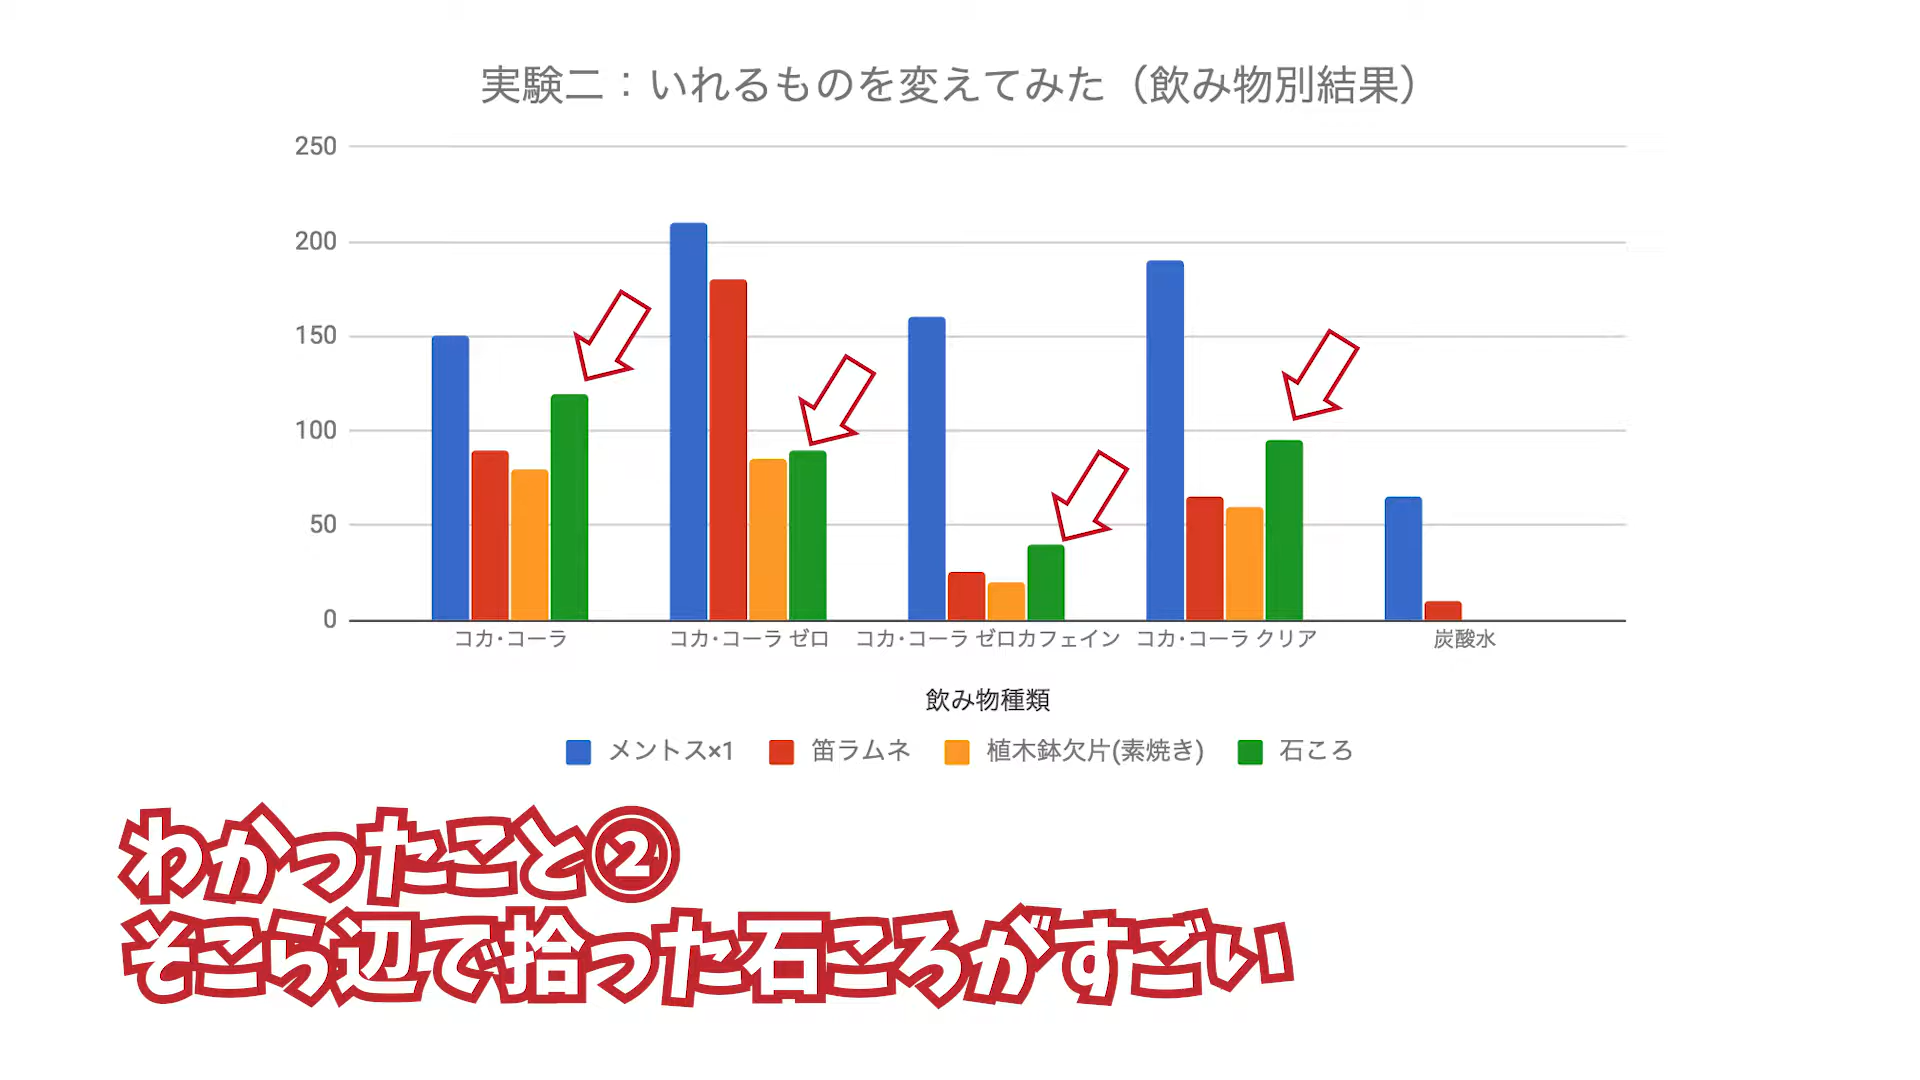 実験二：いれるものを変えてみた（飲み物別結果）
250
200
150
100
50
0
コカ･コーラ
コカ･コーラ ゼロ
コカ･コーラ ゼロカフェイン
コカ･コーラ クリア
炭酸水
飲み物種類
メントス×1
笛ラムネ
植木鉢欠片(素焼き)
石ころ
わかったこと②
そこら辺で拾った石ころがすごい